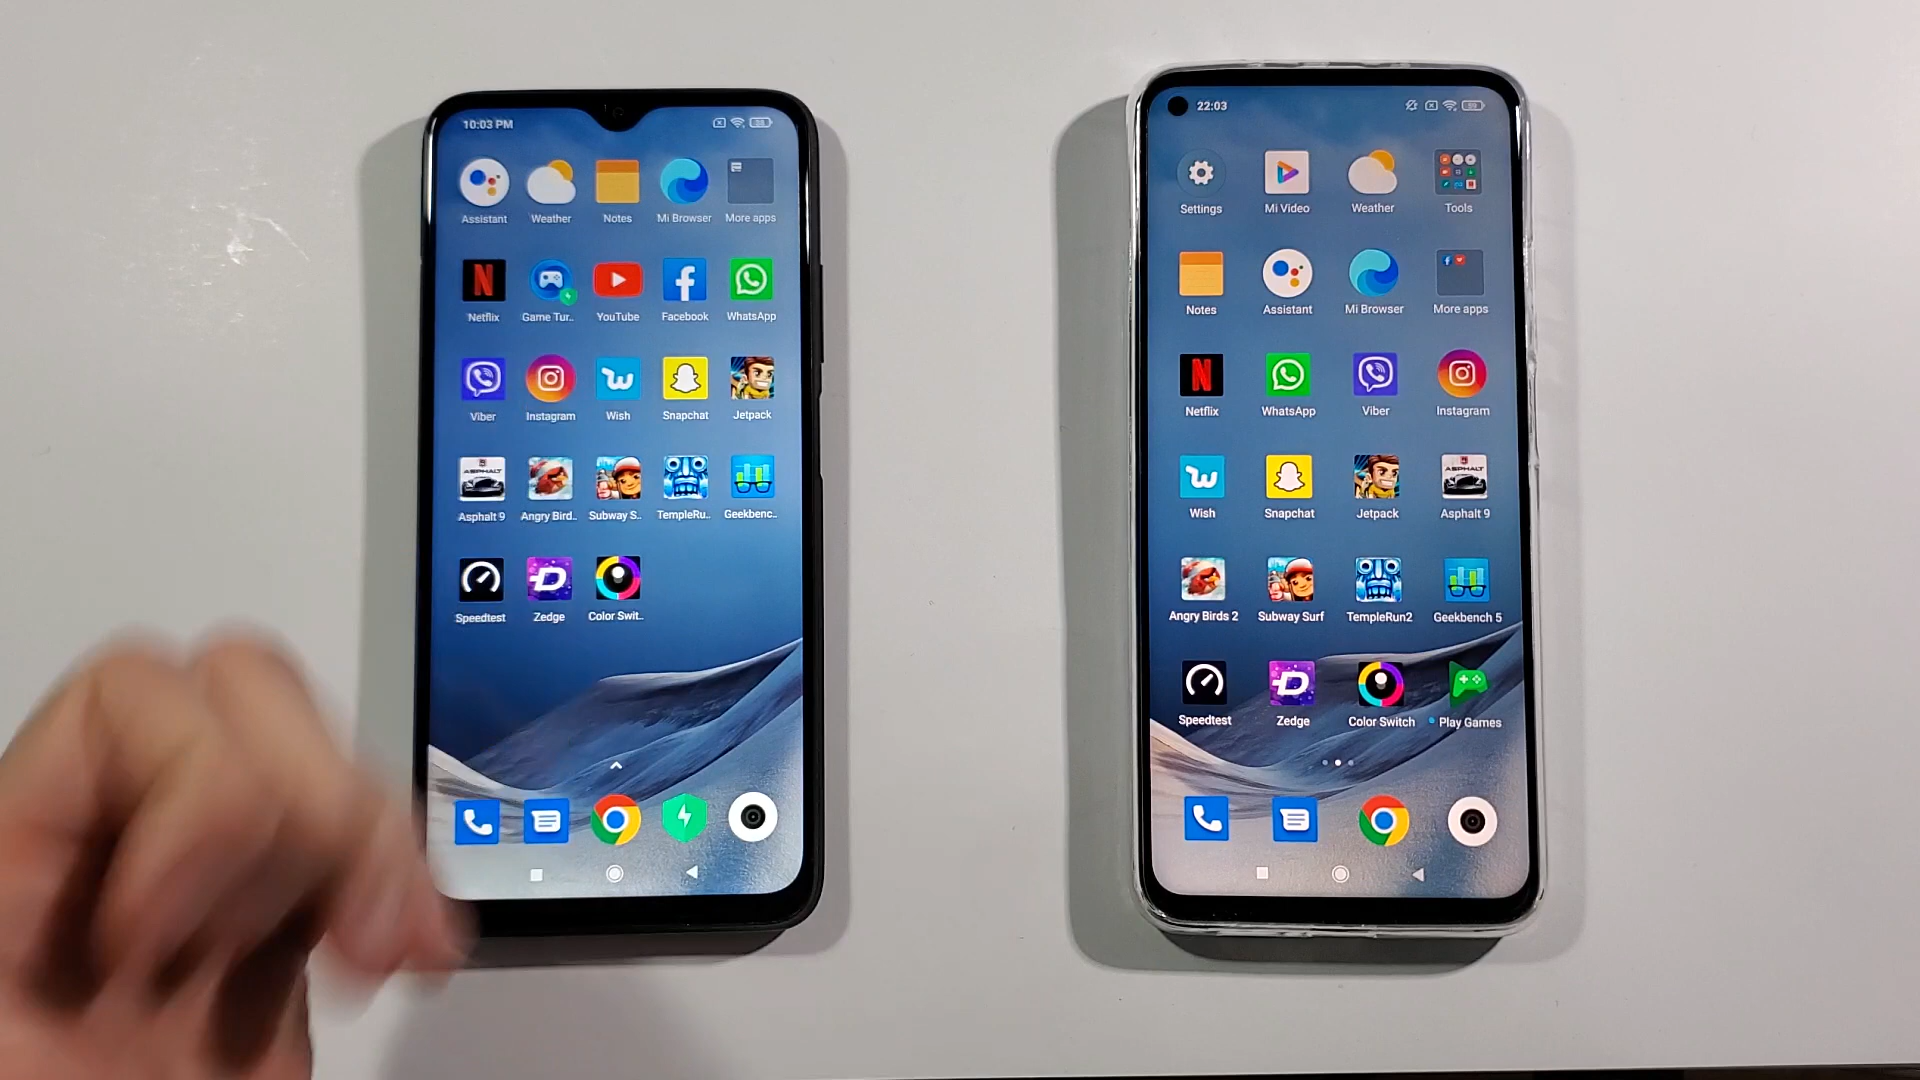 10:03 PM
Assistant Weather Notes Mi Browser More apps
Netflix Game Tur.. YouTube Facebook WhatsApp
Viber Instagram Wish Snapchat Jetpack
ASPHALT
Asphalt 9 Angry Bird.. Subway S.. TempleRu.. Geekbenc..
Speedtest Zedge Color Swit..
22:03
59
Settings Mi Video Weather Tools
Notes Assistant Mi Browser More apps
Netflix WhatsApp Viber Instagram
ASPHALT
Wish Snapchat Jetpack Asphalt 9
Angry Birds 2 Subway Surf TempleRun2 Geekbench 5
Speedtest Zedge Color Switch Play Games